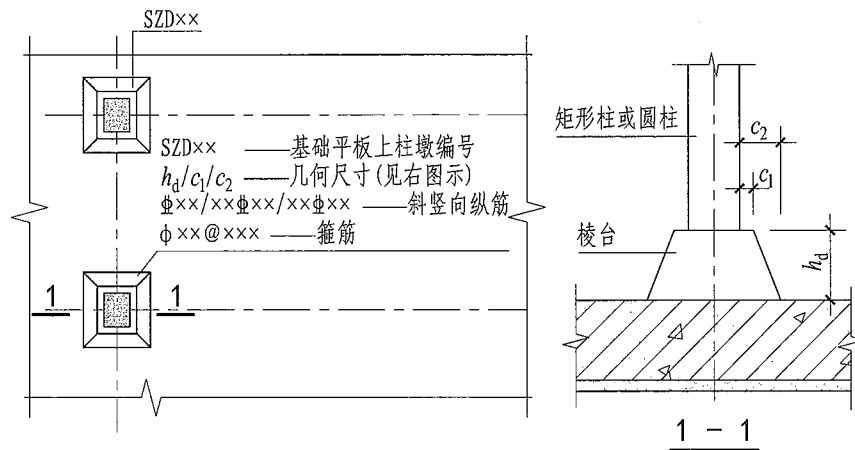 SZD××
SZD×× ——基础平板上柱墩编号
hd/c1/c2 ——几何尺寸(见右图示)
⌽××/××⌽××/××⌽×× ——斜竖向纵筋
ϕ××@××× ——箍筋
1 1
矩形柱或圆柱
c2
c1
棱台
hd
1 - 1